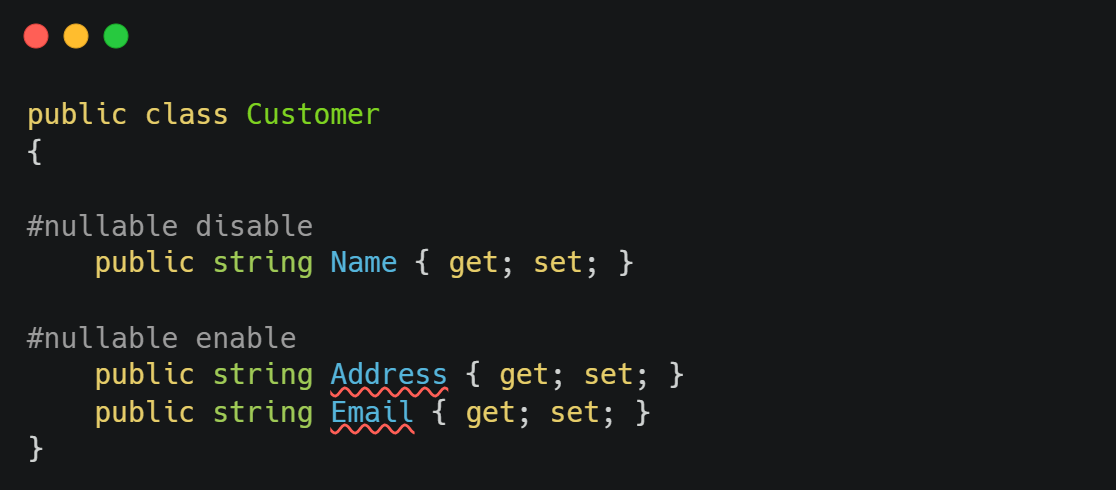 public class Customer
{
#nullable disable
    public string Name { get; set; }
#nullable enable
    public string Address { get; set; }
    public string Email { get; set; }
}